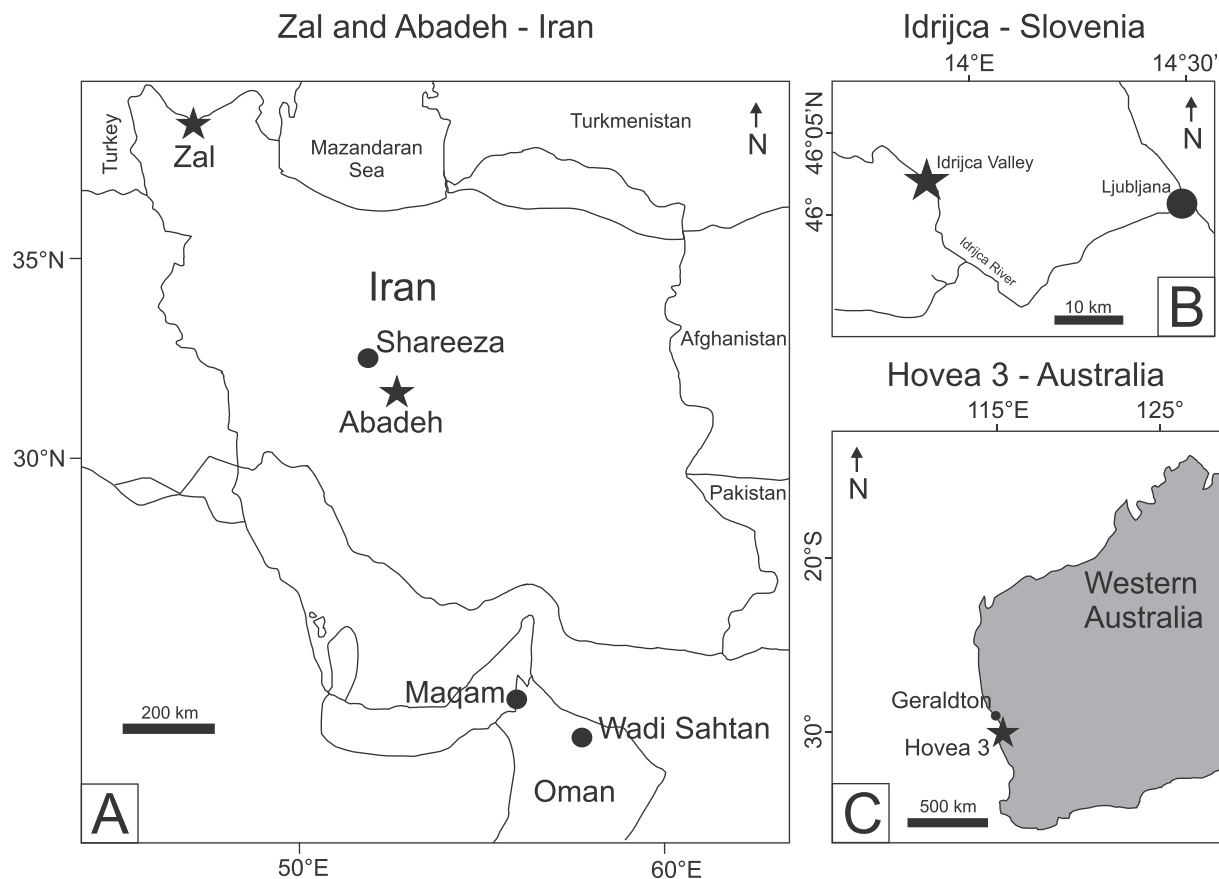 Zal and Abadeh - Iran
Turkey
Zal
Mazandaran
Sea
Turkmenistan
N
35°N
Iran
Shareeza
Abadeh
Afghanistan
30°N
Pakistan
Maqam
Wadi Sahtan
200 km
Oman
A
50°E
60°E
Idrijca - Slovenia
14°E
14°30'
46°05'N
46°
N
Idrijca Valley
Ljubljana
Idrijca River
10 km
B
Hovea 3 - Australia
115°E
125°
N
20°S
Western
Australia
Geraldton
30°
Hovea 3
500 km
C